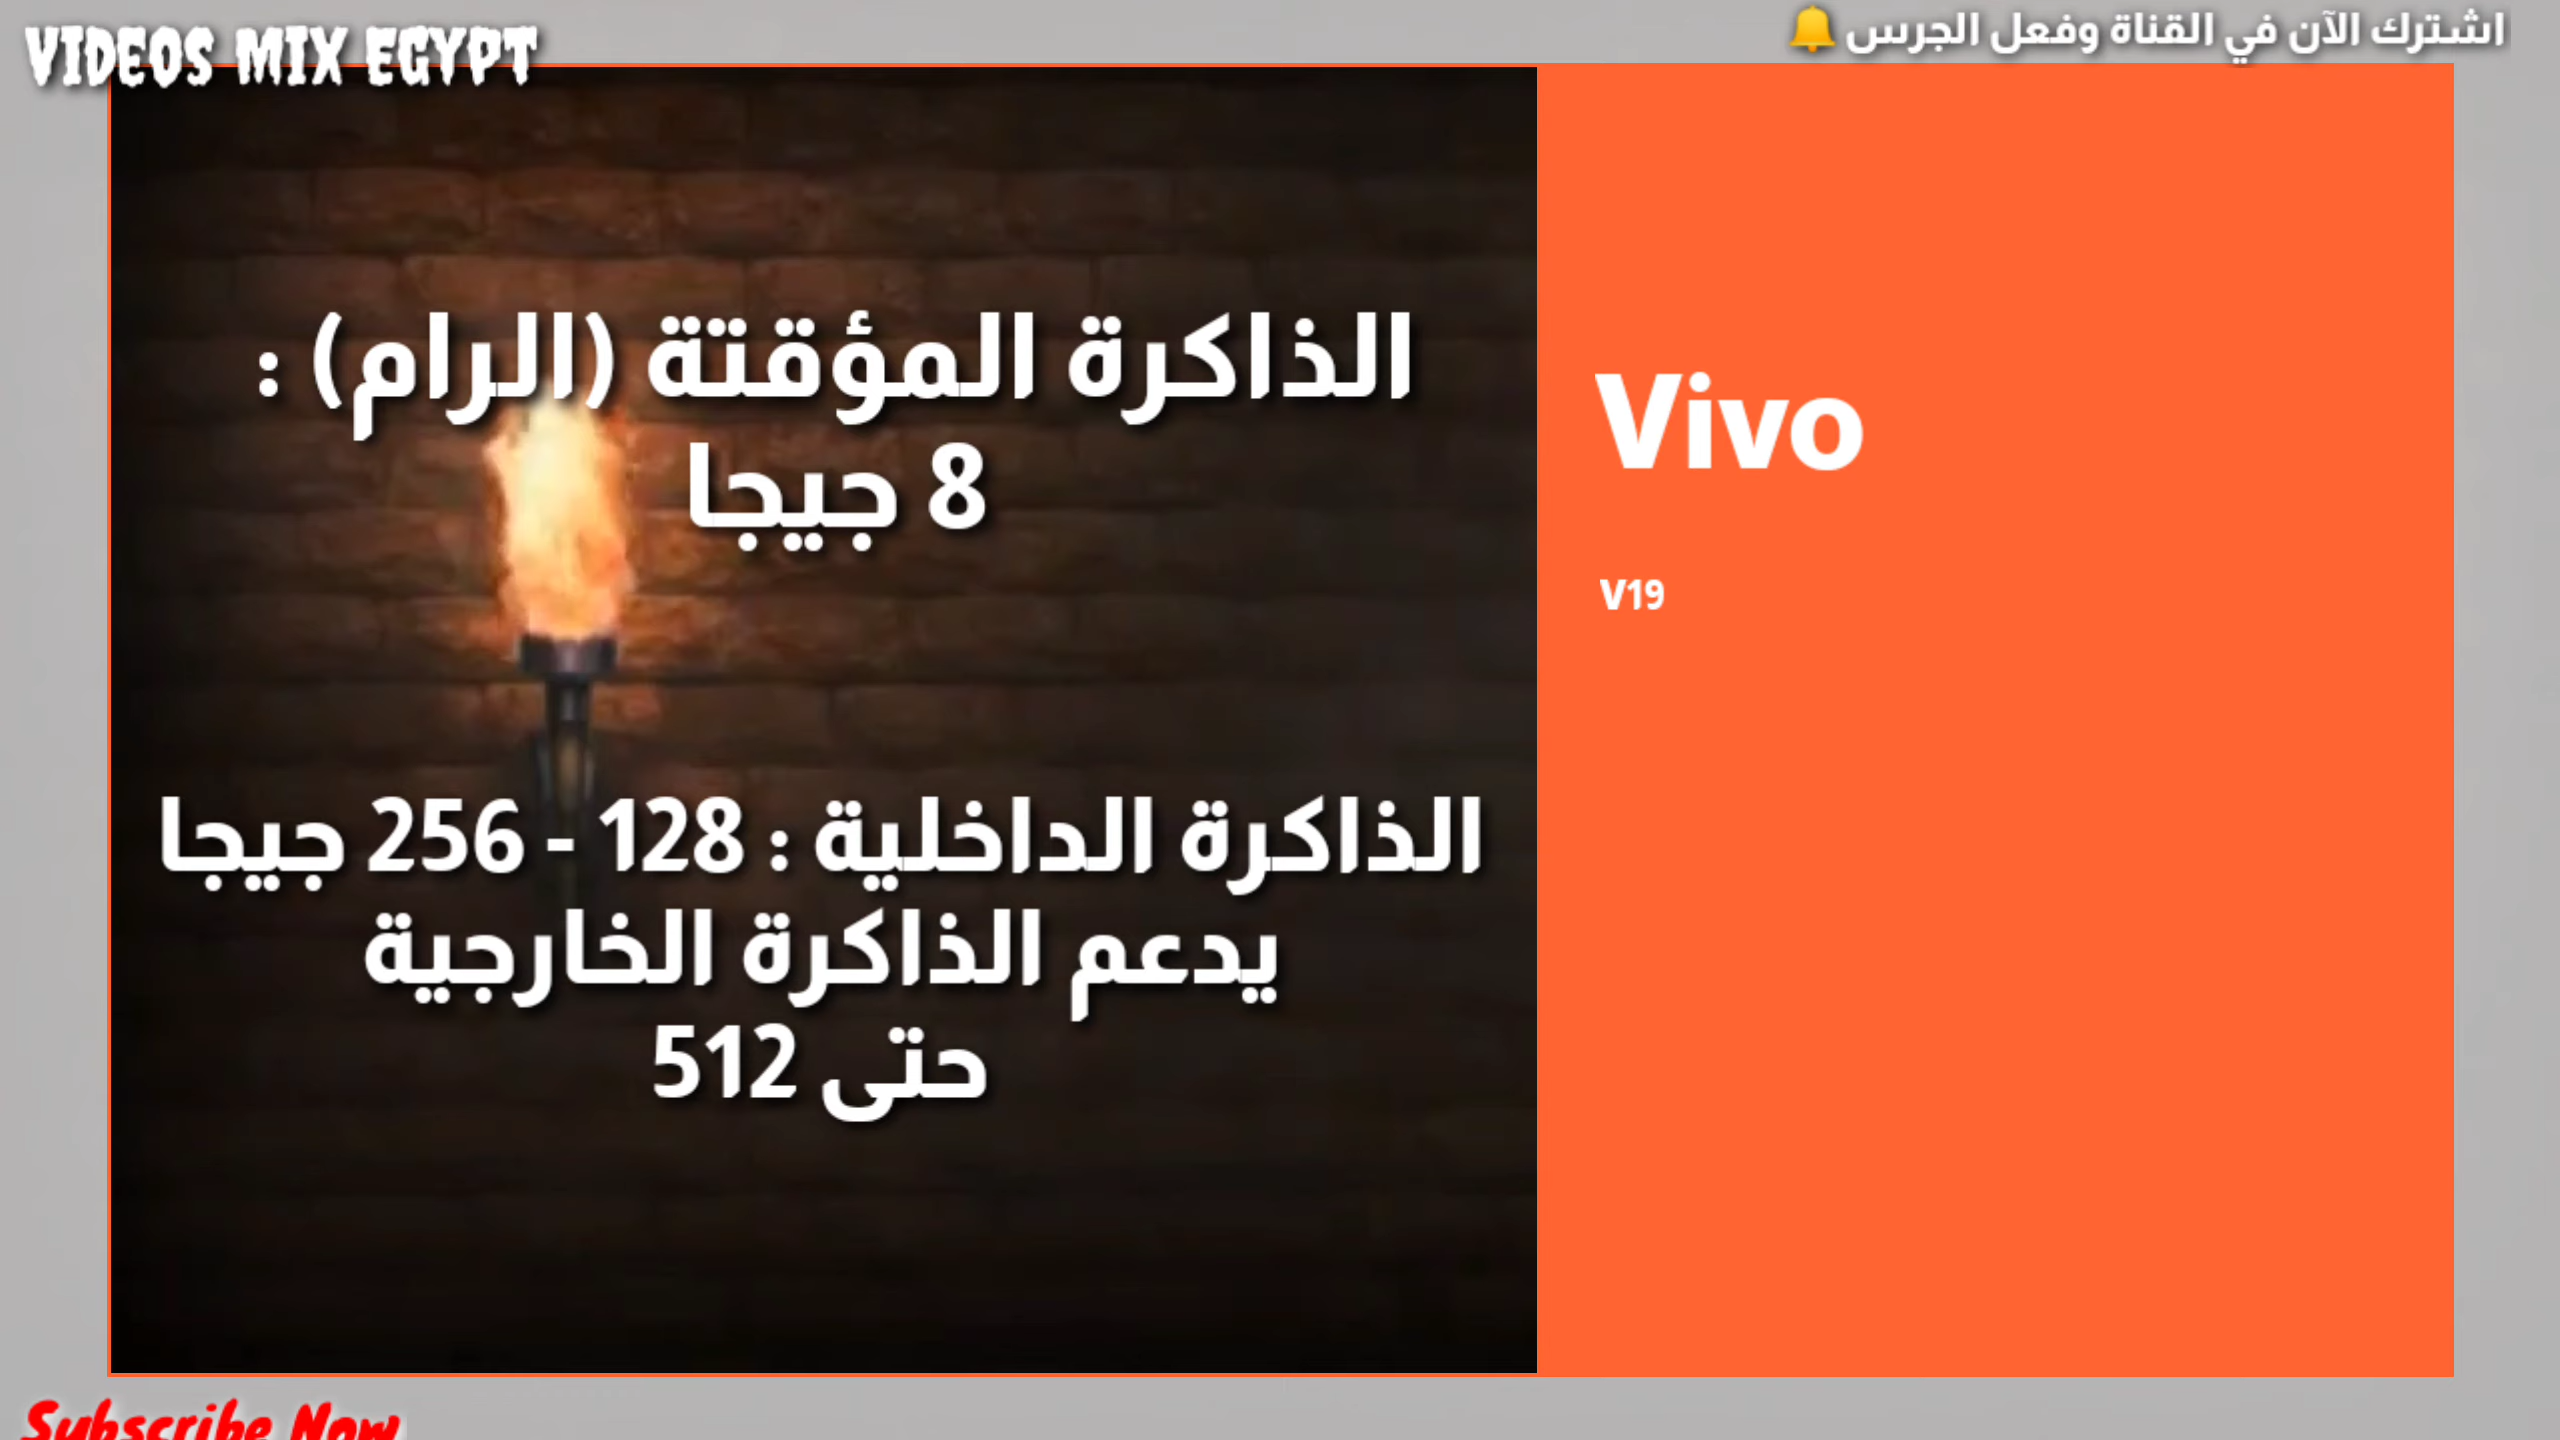 VIDEOS MIX EGYPT
اشترك الآن في القناة وفعل الجرس 🔔
الذاكرة المؤقتة (الرام) :
8 جيجا
الذاكرة الداخلية : 128 - 256 جيجا
يدعم الذاكرة الخارجية
حتى 512
Vivo
V19
Subscribe Now